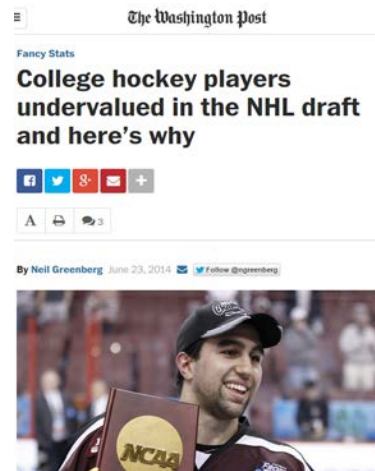 The Washington Post
Fancy Stats
College hockey players
undervalued in the NHL draft
and here's why
A 3
By Neil Greenberg June 23, 2014 Follow @ngreenberg
NCAA